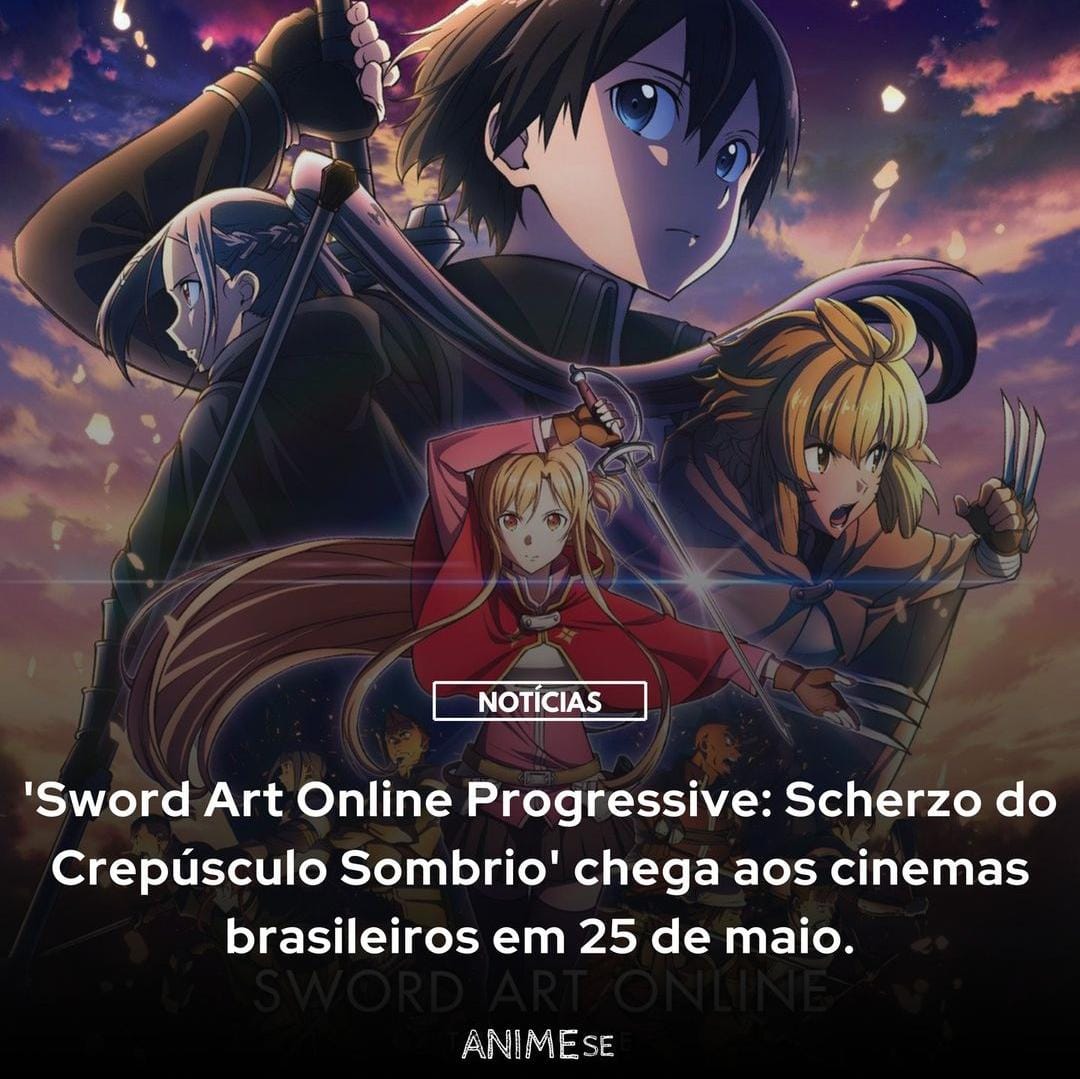 NOTÍCIAS
'Sword Art Online Progressive: Scherzo do
Crepúsculo Sombrio' chega aos cinemas
brasileiros em 25 de maio.
SWORD ART ONLINE
ANIMESE